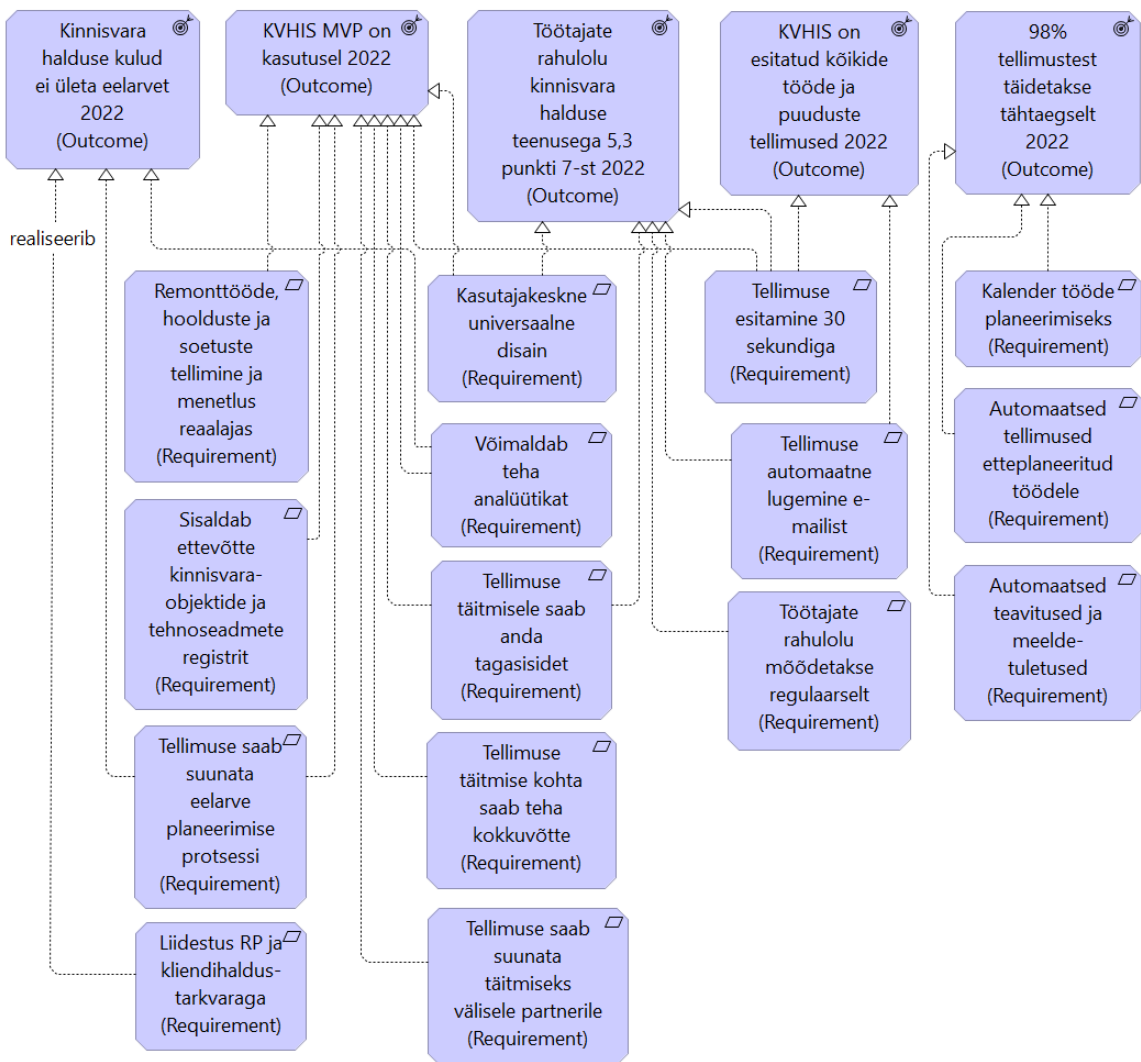 Kinnisvara
halduse kulud
ei ületa eelarvet
2022
(Outcome)
KVHIS MVP on
kasutusel 2022
(Outcome)
Töötajate
rahulolu
kinnisvara
halduse
teenusega 5,3
punkti 7-st 2022
(Outcome)
KVHIS on
esitatud kõikide
tööde ja
puuduste
tellimused 2022
(Outcome)
98%
tellimustest
täidetakse
tähtaegselt
2022
(Outcome)
realiseerib
Remonttööde,
hoolduste ja
soetuste
tellimine ja
menetlus
reaalajas
(Requirement)
Kasutajakeskne
universaalne
disain
(Requirement)
Tellimuse
esitamine 30
sekundiga
(Requirement)
Kalender tööde
planeerimiseks
(Requirement)
Võimaldab
teha
analüütikat
(Requirement)
Tellimuse
automaatne
lugemine e-
mailist
(Requirement)
Automaatsed
tellimused
etteplaneeritud
töödele
(Requirement)
Sisaldab
ettevõtte
kinnisvara-
objektide ja
tehnoseadmete
registrit
(Requirement)
Tellimuse
täitmisele saab
anda
tagasisidet
(Requirement)
Töötajate
rahulolu
mõõdetakse
regulaarselt
(Requirement)
Automaatsed
teavitused ja
meelde-
tuletused
(Requirement)
Tellimuse saab
suunata
eelarve
planeerimise
protsessi
(Requirement)
Tellimuse
täitmise kohta
saab teha
kokkuvõtte
(Requirement)
Liidestus RP ja
kliendihaldus-
tarkvaraga
(Requirement)
Tellimuse saab
suunata
täitmiseks
välisele partnerile
(Requirement)